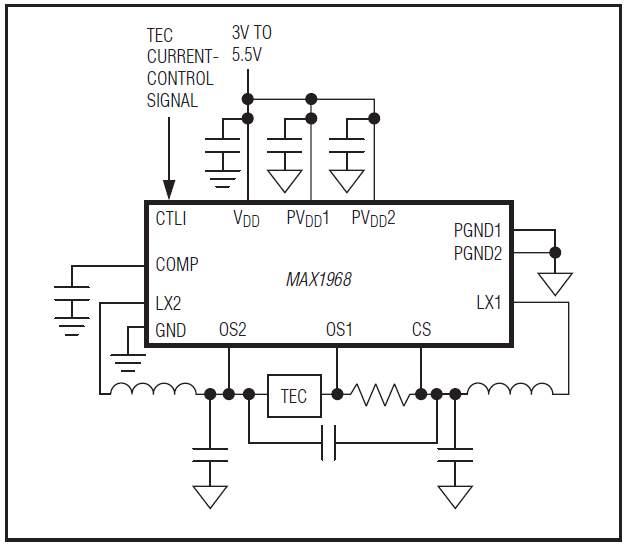 TEC
CURRENT-
CONTROL
SIGNAL
3V TO
5.5V
CTLI
VDD
PVDD1
PVDD2
PGND1
PGND2
COMP
MAX1968
LX2
LX1
GND
OS2
OS1
CS
TEC